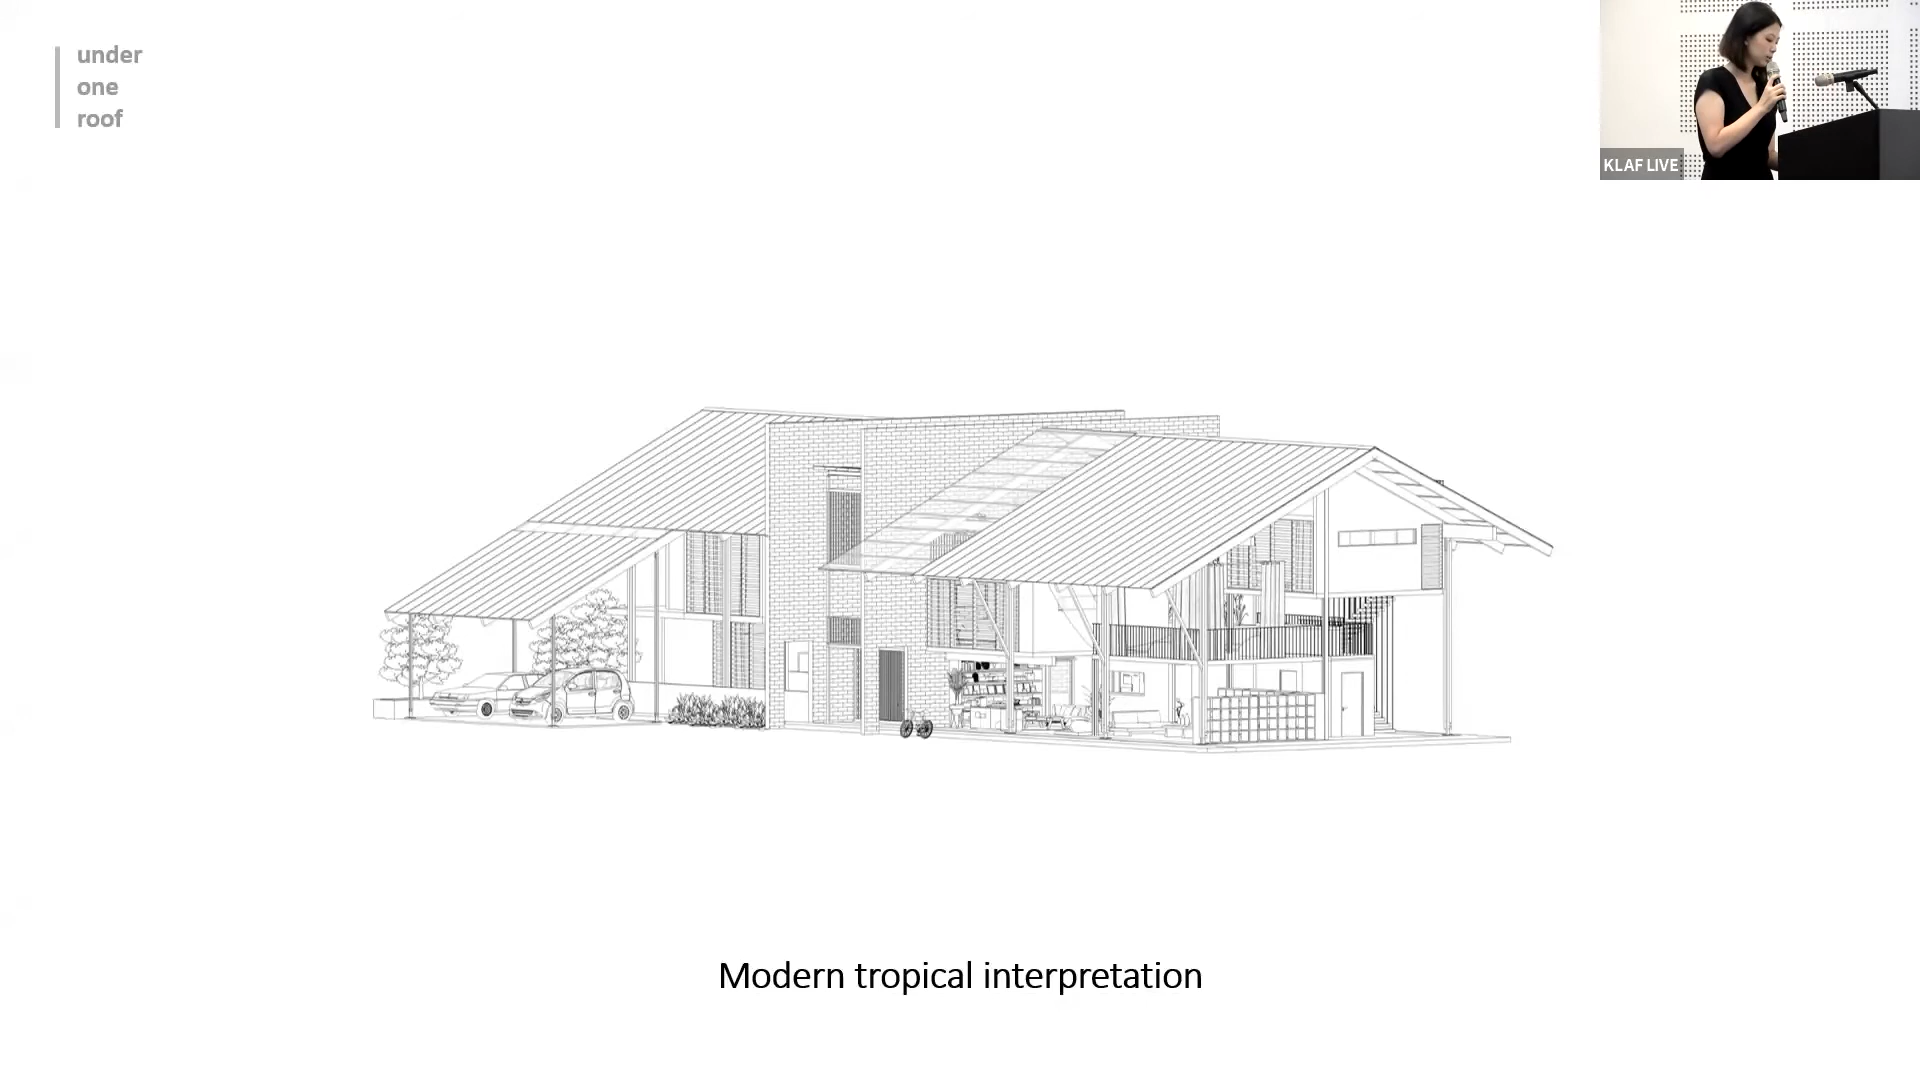 under
one
roof
KLAF LIVE
Modern tropical interpretation